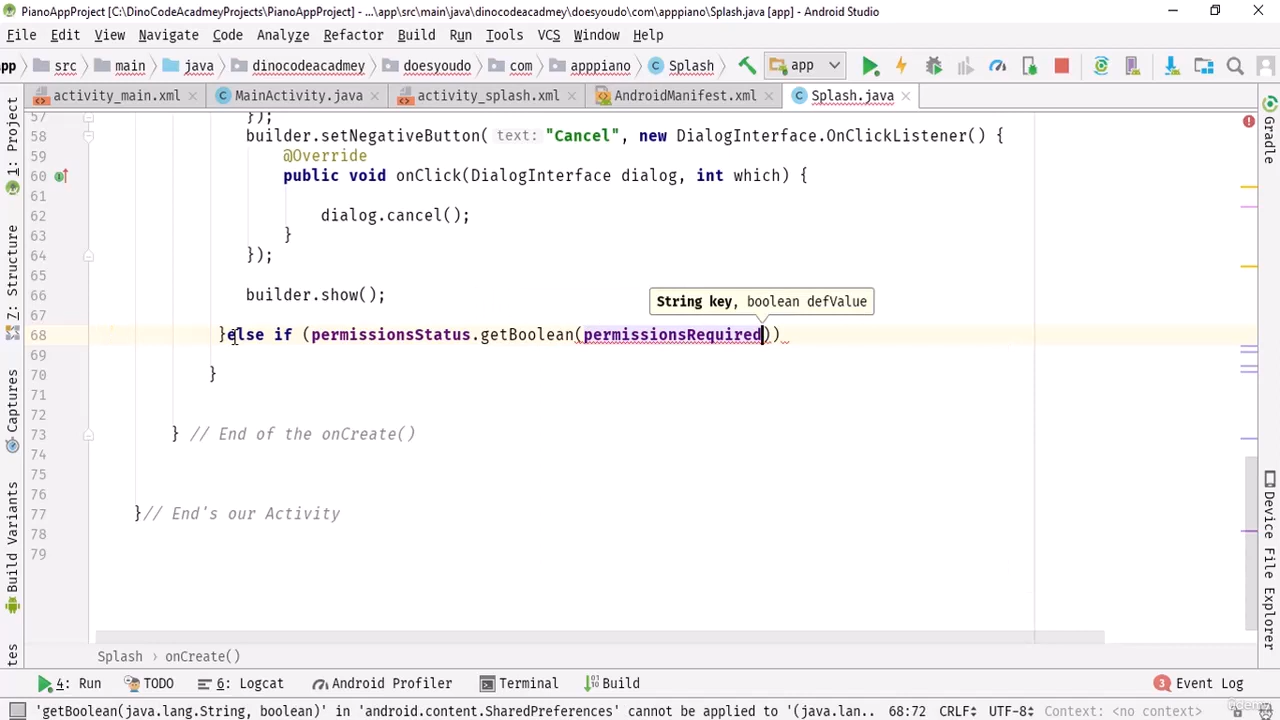 PianoAppProject [C:\DinoCodeAcadmeyProjects\PianoAppProject] - ...\app\src\main\java\dinocodeacadmey\doesyoudo\com\apppiano\Splash.java [app] - Android Studio
File Edit View Navigate Code Analyze Refactor Build Run Tools VCS Window Help
App src main java dinocodeacadmey doesyoudo com apppiano Splash app
activity_main.xml MainActivity.java activity_splash.xml AndroidManifest.xml Splash.java
1: Project
7: Structure
Captures
Build Variants
Gradle
Device File Explorer
57 });
58 builder.setNegativeButton( text: "Cancel", new DialogInterface.OnClickListener() {
59 @Override
60 public void onClick(DialogInterface dialog, int which) {
61
62 dialog.cancel();
63 }
64 });
65
66 builder.show();
67
String key, boolean defValue
68 }else if (permissionsStatus.getBoolean(permissionsRequired))
69
70 }
71
72
73 } // End of the onCreate()
74
75
76
77 }// End's our Activity
78
79
Splash › onCreate()
4: Run TODO 6: Logcat Android Profiler Terminal Build 3 Event Log
'getBoolean(java.lang.String, boolean)' in 'android.content.SharedPreferences' cannot be applied to '(java.lan... 68:72 CRLF UTF-8 Context: <no context>